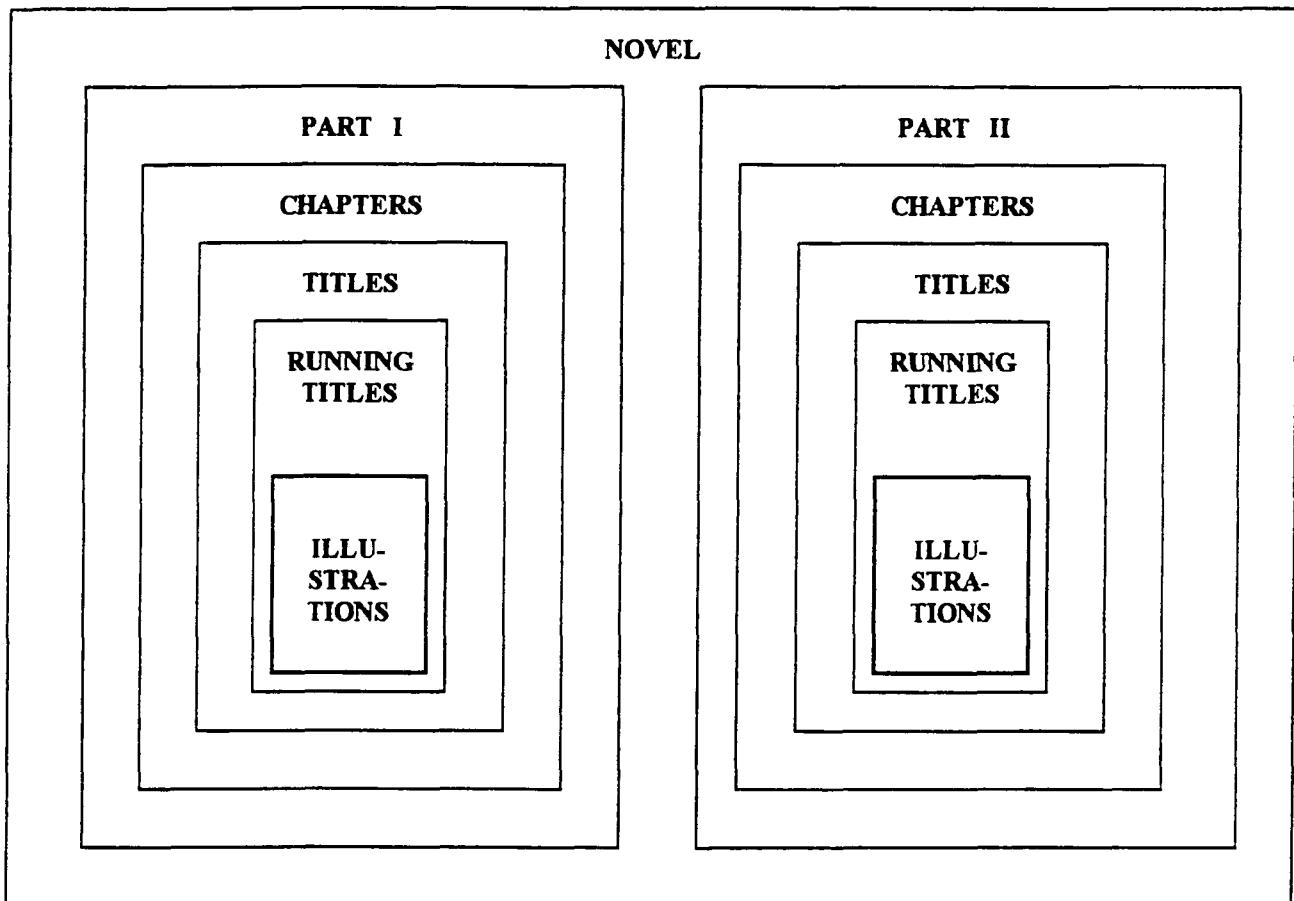 NOVEL
PART I
CHAPTERS
TITLES
RUNNING
TITLES
ILLU-
STRA-
TIONS
PART II
CHAPTERS
TITLES
RUNNING
TITLES
ILLU-
STRA-
TIONS